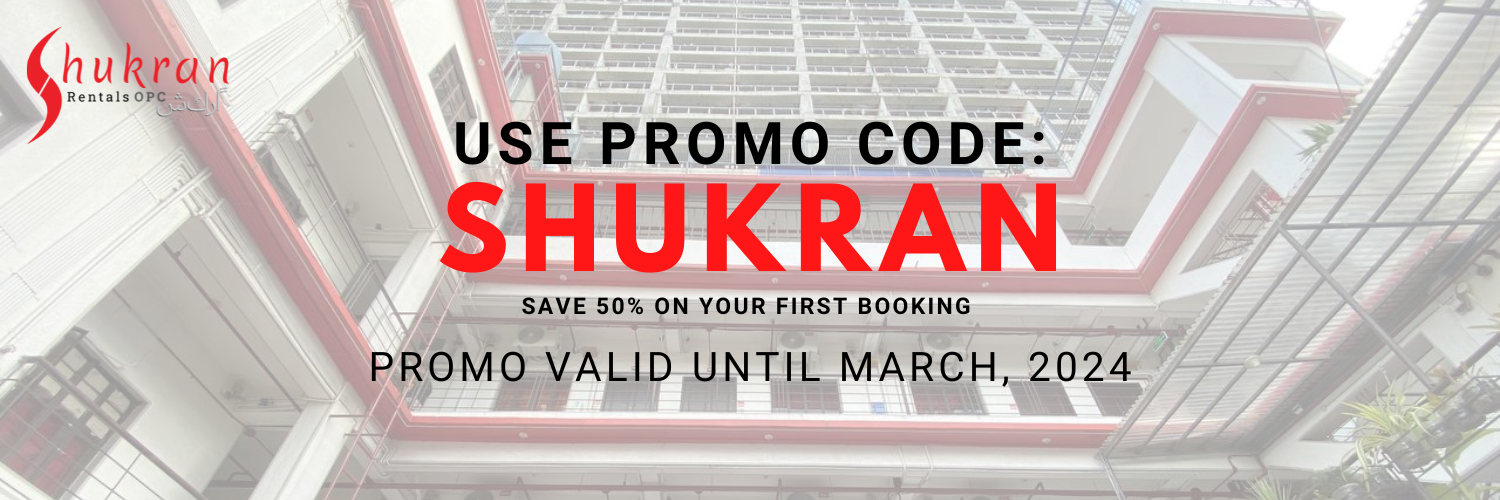 Shukran
Rentals OPC
USE PROMO CODE:
SHUKRAN
SAVE 50% ON YOUR FIRST BOOKING
PROMO VALID UNTIL MARCH, 2024